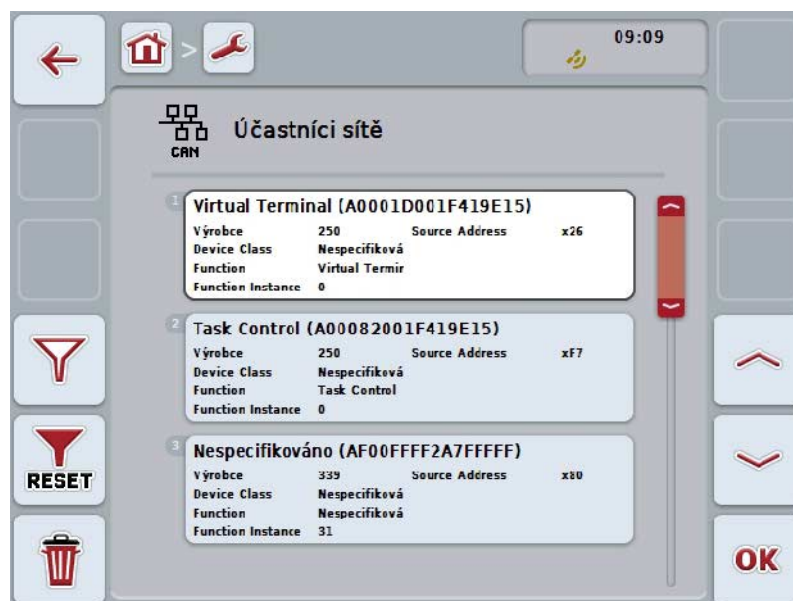 09:09
>
CAN
Účastníci sítě
1
Virtual Terminal (A0001D001F419E15)
Výrobce 250 Source Address x26
Device Class Nespecifiková
Function Virtual Termir
Function Instance 0
2
Task Control (A00082001F419E15)
Výrobce 250 Source Address xF7
Device Class Nespecifiková
Function Task Control
Function Instance 0
3
Nespecifikováno (AF00FFFF2A7FFFFF)
Výrobce 339 Source Address x80
Device Class Nespecifiková
Function Nespecifiková
Function Instance 31
RESET
OK